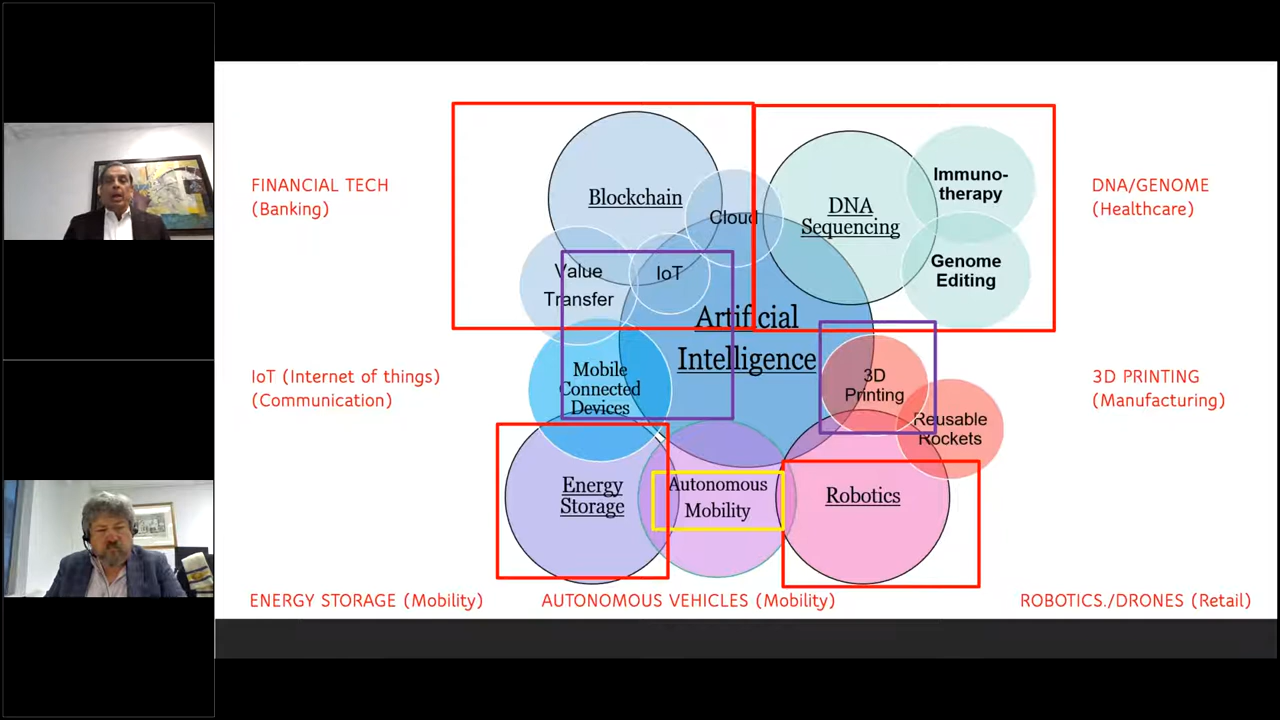 FINANCIAL TECH
(Banking)
Blockchain
Cloud
DNA
Sequencing
Immuno-
therapy
DNA/GENOME
(Healthcare)
Value
Transfer
IoT
Genome
Editing
Artificial
Intelligence
IoT (Internet of things)
(Communication)
Mobile
Connected
Devices
3D
Printing
Reusable
Rockets
3D PRINTING
(Manufacturing)
Energy
Storage
Autonomous
Mobility
Robotics
ENERGY STORAGE (Mobility)
AUTONOMOUS VEHICLES (Mobility)
ROBOTICS./DRONES (Retail)